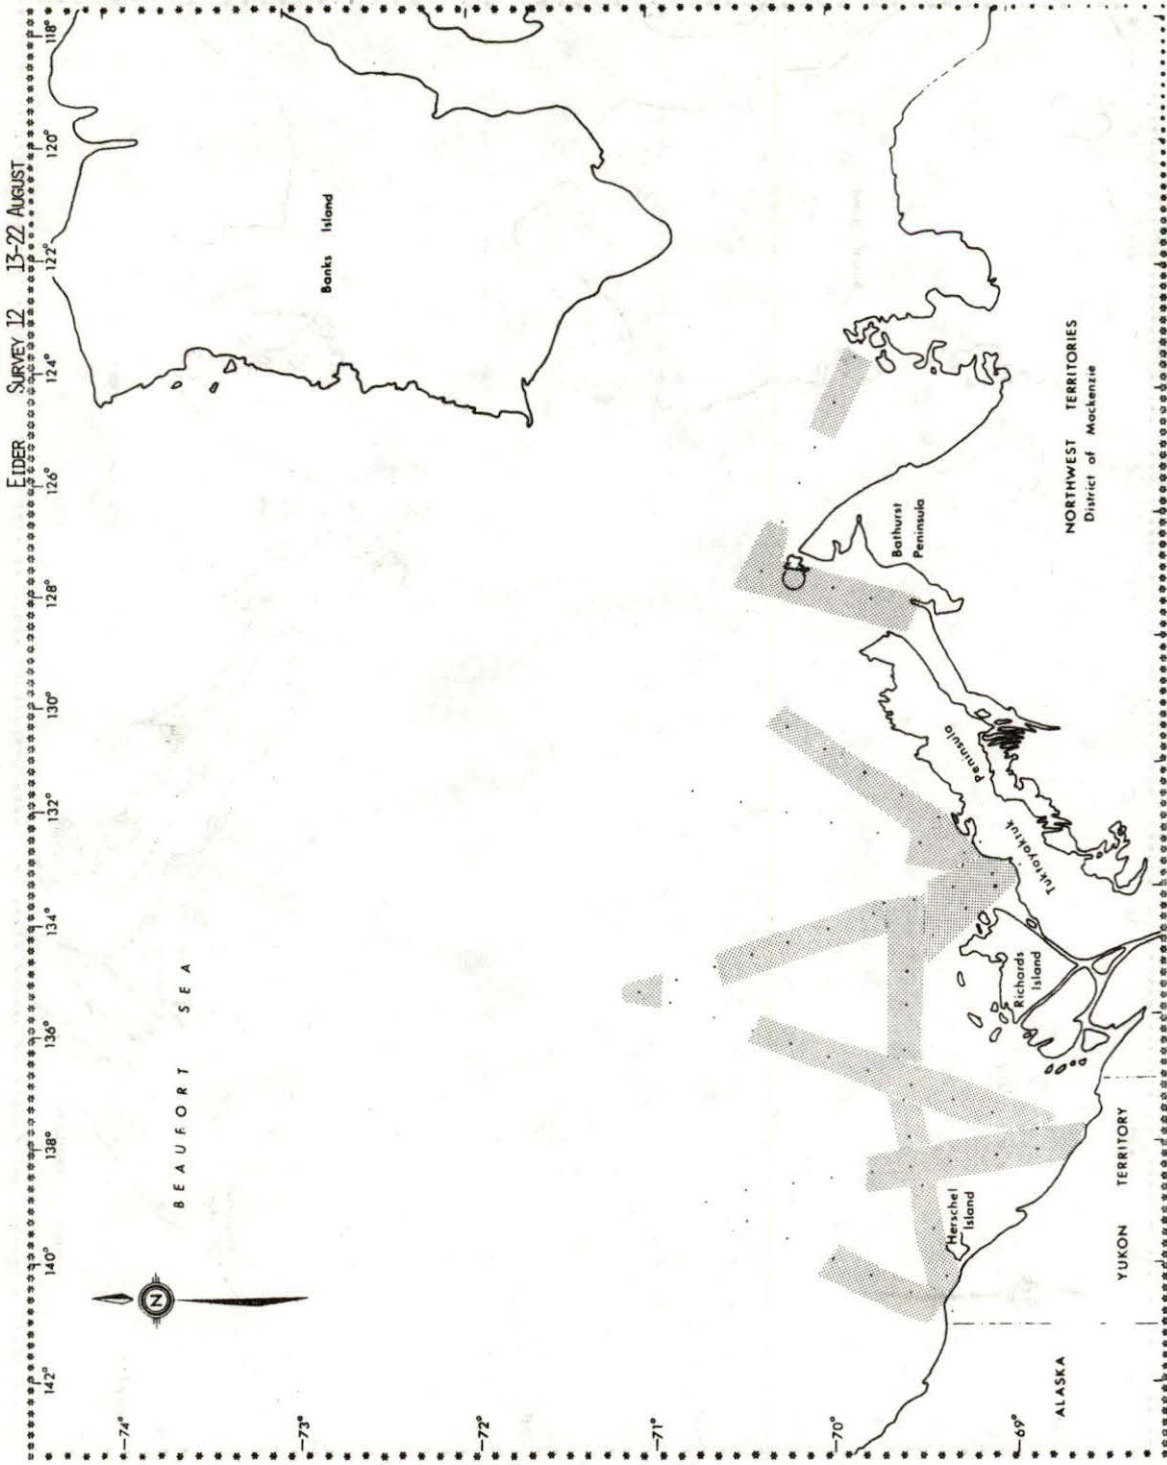 EIDER SURVEY 12 13-22 AUGUST
142° 140° 138° 136° 134° 132° 130° 128° 126° 124° 122° 120° 118°
74°
73°
72°
71°
70°
69°
N
BEAUFORT SEA
Banks Island
Herschel
Island
Richards
Island
Tuktoyaktuk Peninsula
Bathurst
Peninsula
ALASKA
YUKON TERRITORY
NORTHWEST TERRITORIES
District of Mackenzie